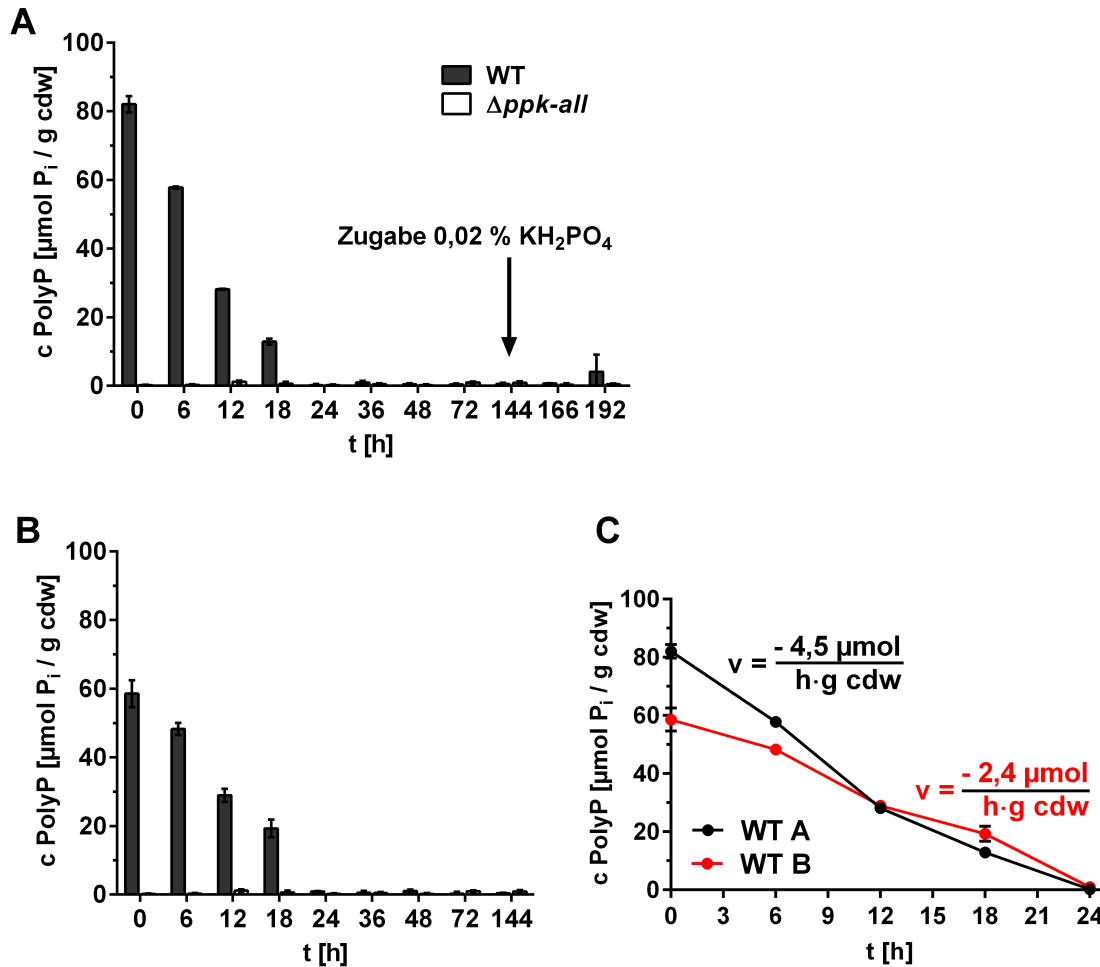 A
100
80
60
40
20
0
c PolyP [µmol Pi / g cdw]
WT
Δppk-all
Zugabe 0,02 % KH2PO4
0 6 12 18 24 36 48 72 144 166 192
t [h]
B
100
80
60
40
20
0
c PolyP [µmol Pi / g cdw]
0 6 12 18 24 36 48 72 144
t [h]
C
100
80
60
40
20
0
c PolyP [µmol Pi / g cdw]
v = - 4,5 µmol
h·g cdw
v = - 2,4 µmol
h·g cdw
WT A
WT B
0 3 6 9 12 15 18 21 24
t [h]